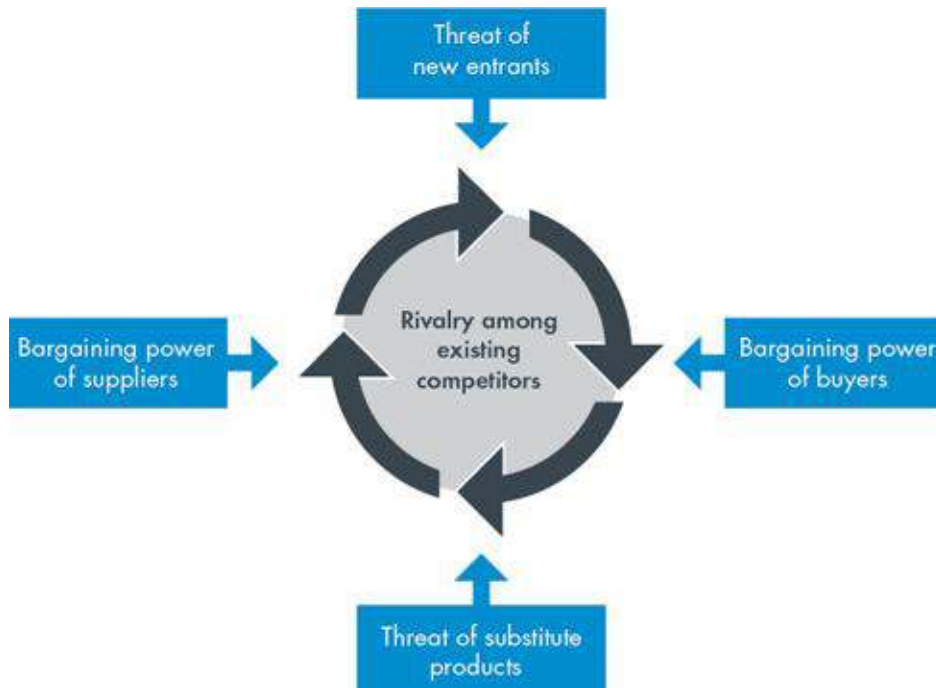 Threat of
new entrants
Bargaining power
of suppliers
Rivalry among
existing
competitors
Bargaining power
of buyers
Threat of substitute
products